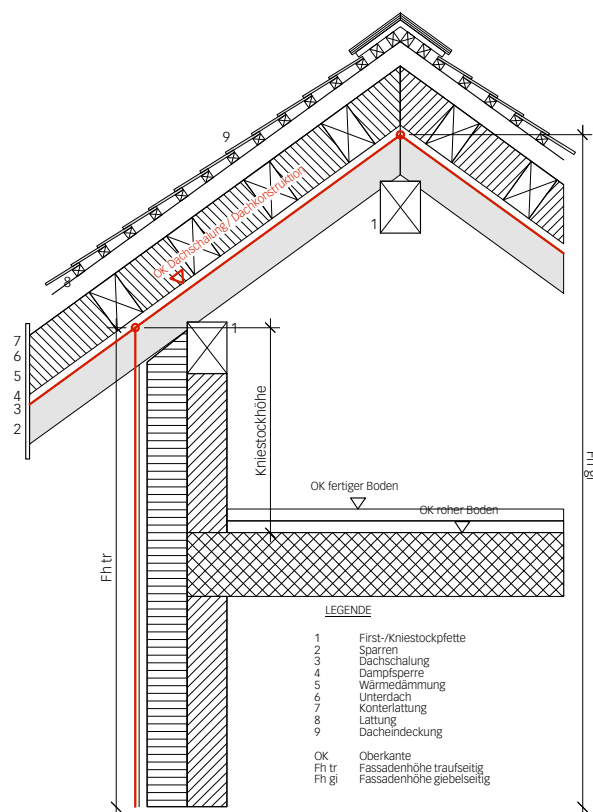 9
OK Dachschalung / Dachkonstruktion
1
8
1
7
6
5
4
3
2
Kniestockhöhe
Fh gi
OK fertiger Boden
OK roher Boden
Fh tr
LEGENDE
1 First-/Kniestockpfette
2 Sparren
3 Dachschalung
4 Dampfsperre
5 Wärmedämmung
6 Unterdach
7 Konterlattung
8 Lattung
9 Dacheindeckung
OK Oberkante
Fh tr Fassadenhöhe traufseitig
Fh gi Fassadenhöhe giebelseitig